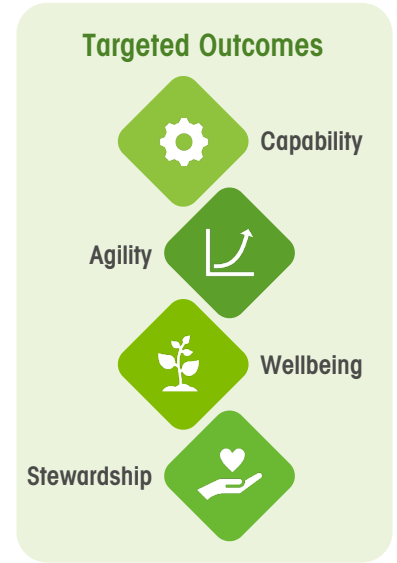 Targeted Outcomes
Capability
Agility
Wellbeing
Stewardship